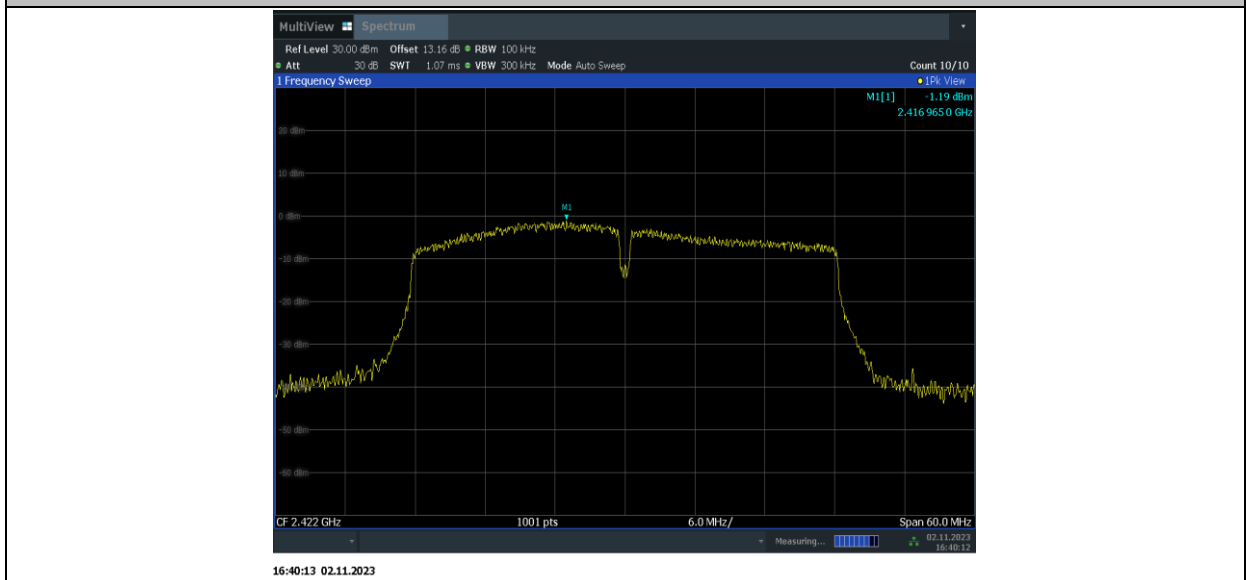 MultiView Spectrum
Ref Level 30.00 dBm Offset 13.16 dB RBW 100 kHz
Att 30 dB SWT 1.07 ms VBW 300 kHz Mode Auto Sweep Count 10/10
1 Frequency Sweep 1Pk View
M1[1] -1.19 dBm
2.416 965 0 GHz
20 dBm
10 dBm
M1
0 dBm
-10 dBm
-20 dBm
-30 dBm
-50 dBm
-60 dBm
CF 2.422 GHz 1001 pts 6.0 MHz/ Span 60.0 MHz
Measuring... 02.11.2023
16:40:12
16:40:13 02.11.2023